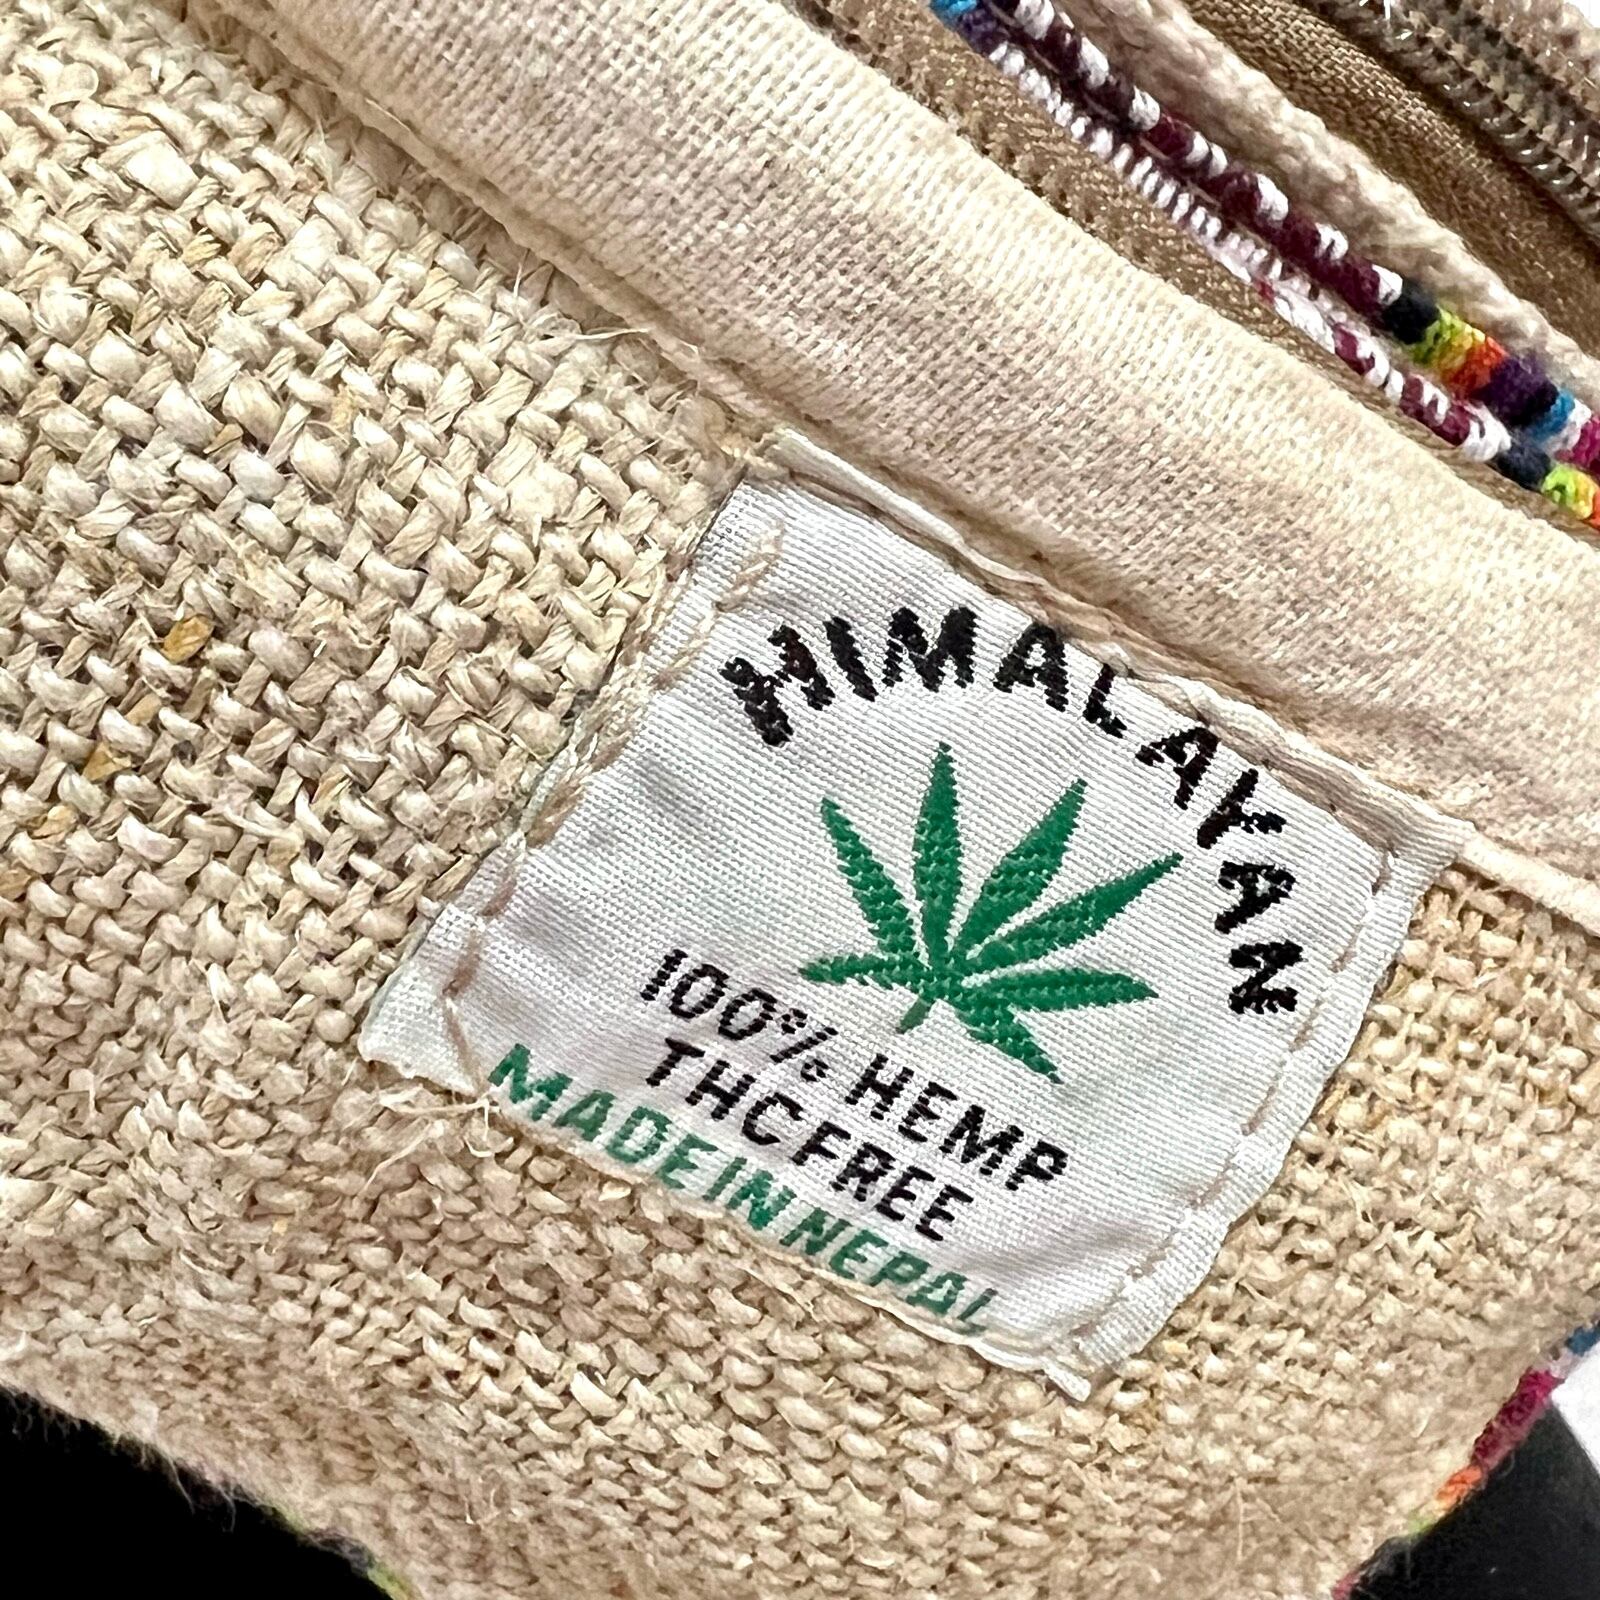 HIMALAYAN
100% HEMP
THC FREE
MADE IN NEPAL